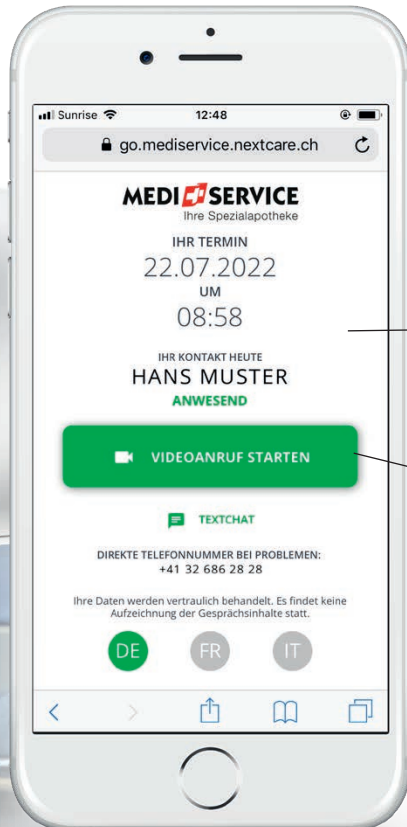 Sunrise
12:48
go.mediservice.nextcare.ch
MEDI SERVICE
Ihre Spezialapotheke
IHR TERMIN
22.07.2022
UM
08:58
IHR KONTAKT HEUTE
HANS MUSTER
ANWESEND
VIDEOANRUF STARTEN
TEXTCHAT
DIREKTE TELEFONNUMMER BEI PROBLEMEN:
+41 32 686 28 28
Ihre Daten werden vertraulich behandelt. Es findet keine
Aufzeichnung der Gesprächsinhalte statt.
DE FR IT